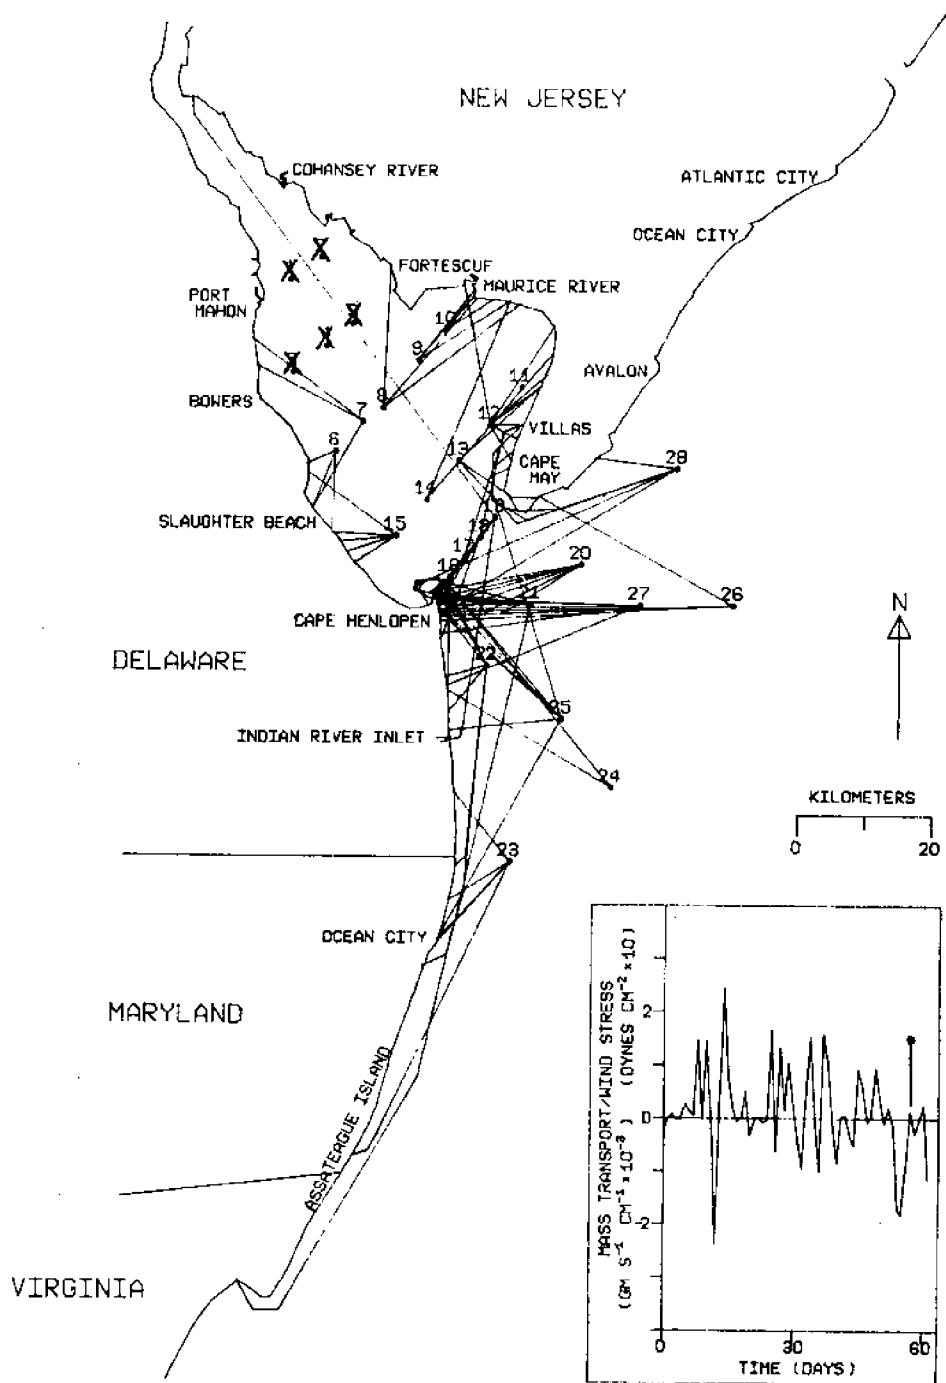 NEW JERSEY
COHANSEY RIVER
ATLANTIC CITY
OCEAN CITY
FORTESCUE
MAURICE RIVER
PORT
MAHON
10
9
AVALON
11
BOWERS
8
7
12
VILLAS
6
13
CAPE
MAY
28
14
SLAUGHTER BEACH
15
19
18
17
16
20
21
27
26
CAPE HENLOPEN
N
DELAWARE
22
25
INDIAN RIVER INLET
24
KILOMETERS
0
20
23
OCEAN CITY
MARYLAND
ASSATEAGUE ISLAND
VIRGINIA
MASS TRANSPORT/WIND STRESS
(GM S⁻¹ CM⁻¹ × 10⁻³) (DYNES CM⁻² × 10)
2
0
-2
0
30
60
TIME (DAYS)